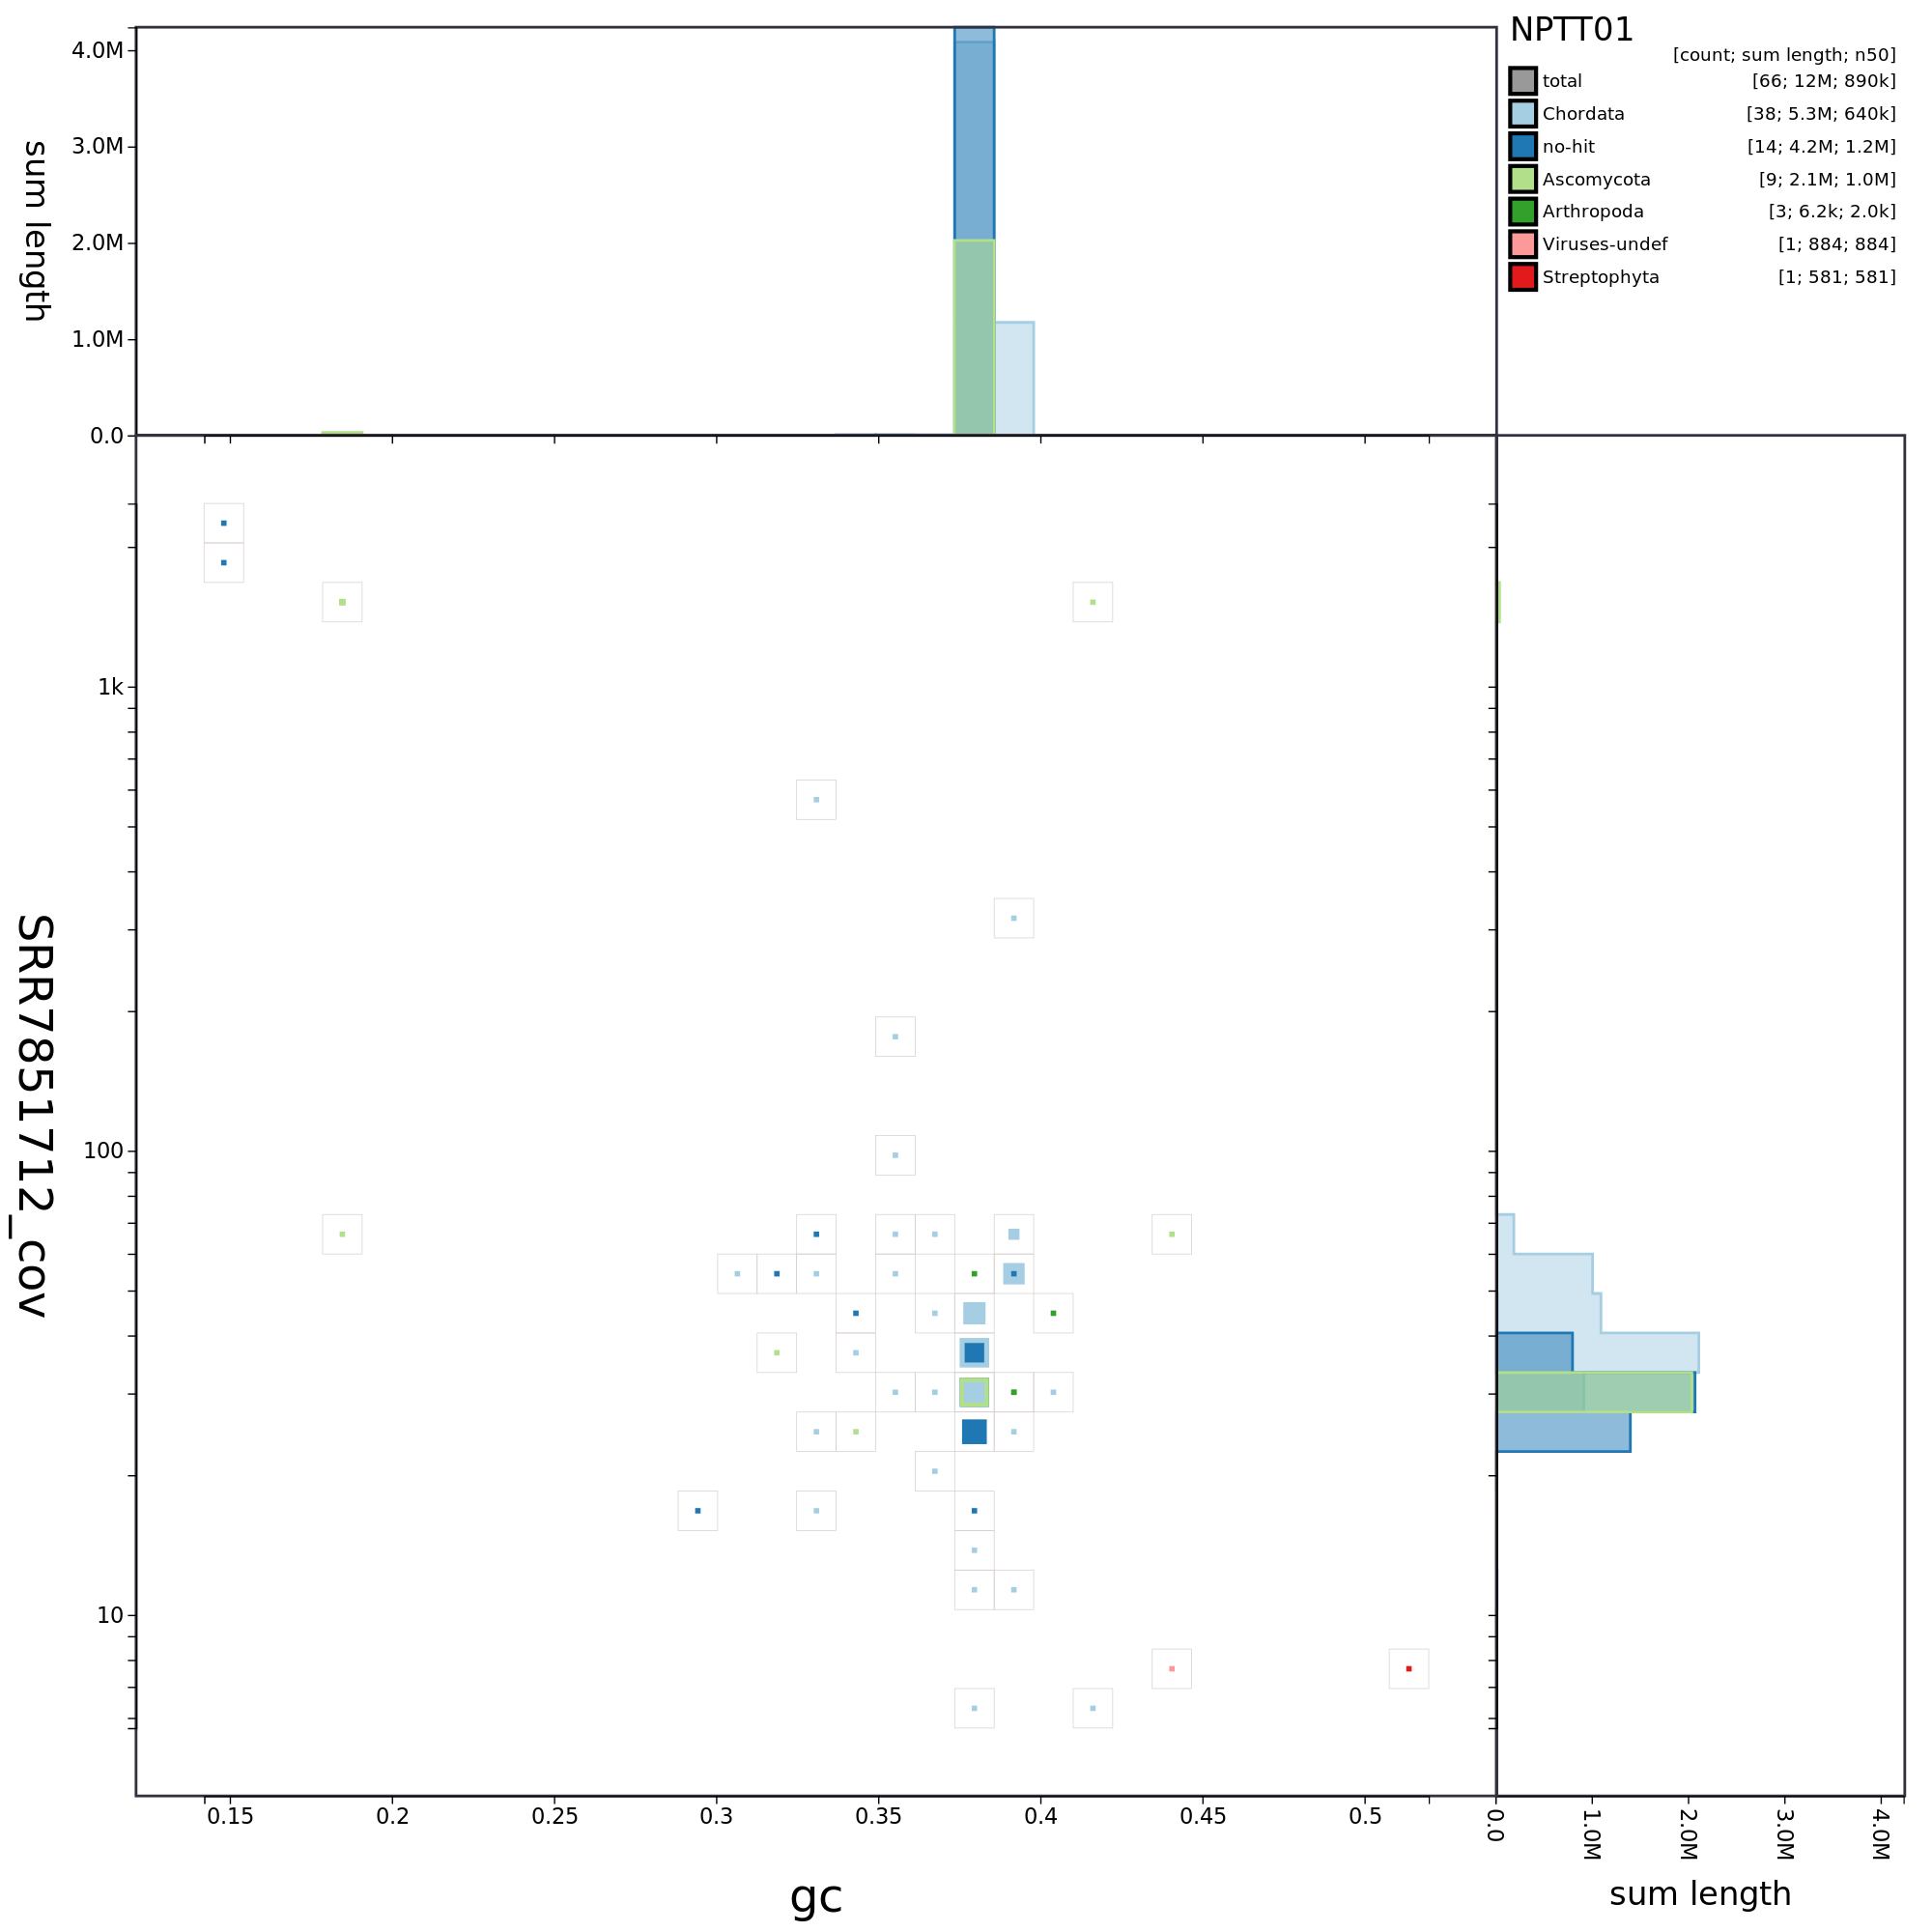 NPTT01
[count; sum length; n50]
total [66; 12M; 890k]
Chordata [38; 5.3M; 640k]
no-hit [14; 4.2M; 1.2M]
Ascomycota [9; 2.1M; 1.0M]
Arthropoda [3; 6.2k; 2.0k]
Viruses-undef [1; 884; 884]
Streptophyta [1; 581; 581]
sum length
4.0M
3.0M
2.0M
1.0M
0.0
SRR7851712_cov
1k
100
10
0.15 0.2 0.25 0.3 0.35 0.4 0.45 0.5
gc
0.0 1.0M 2.0M 3.0M 4.0M
sum length